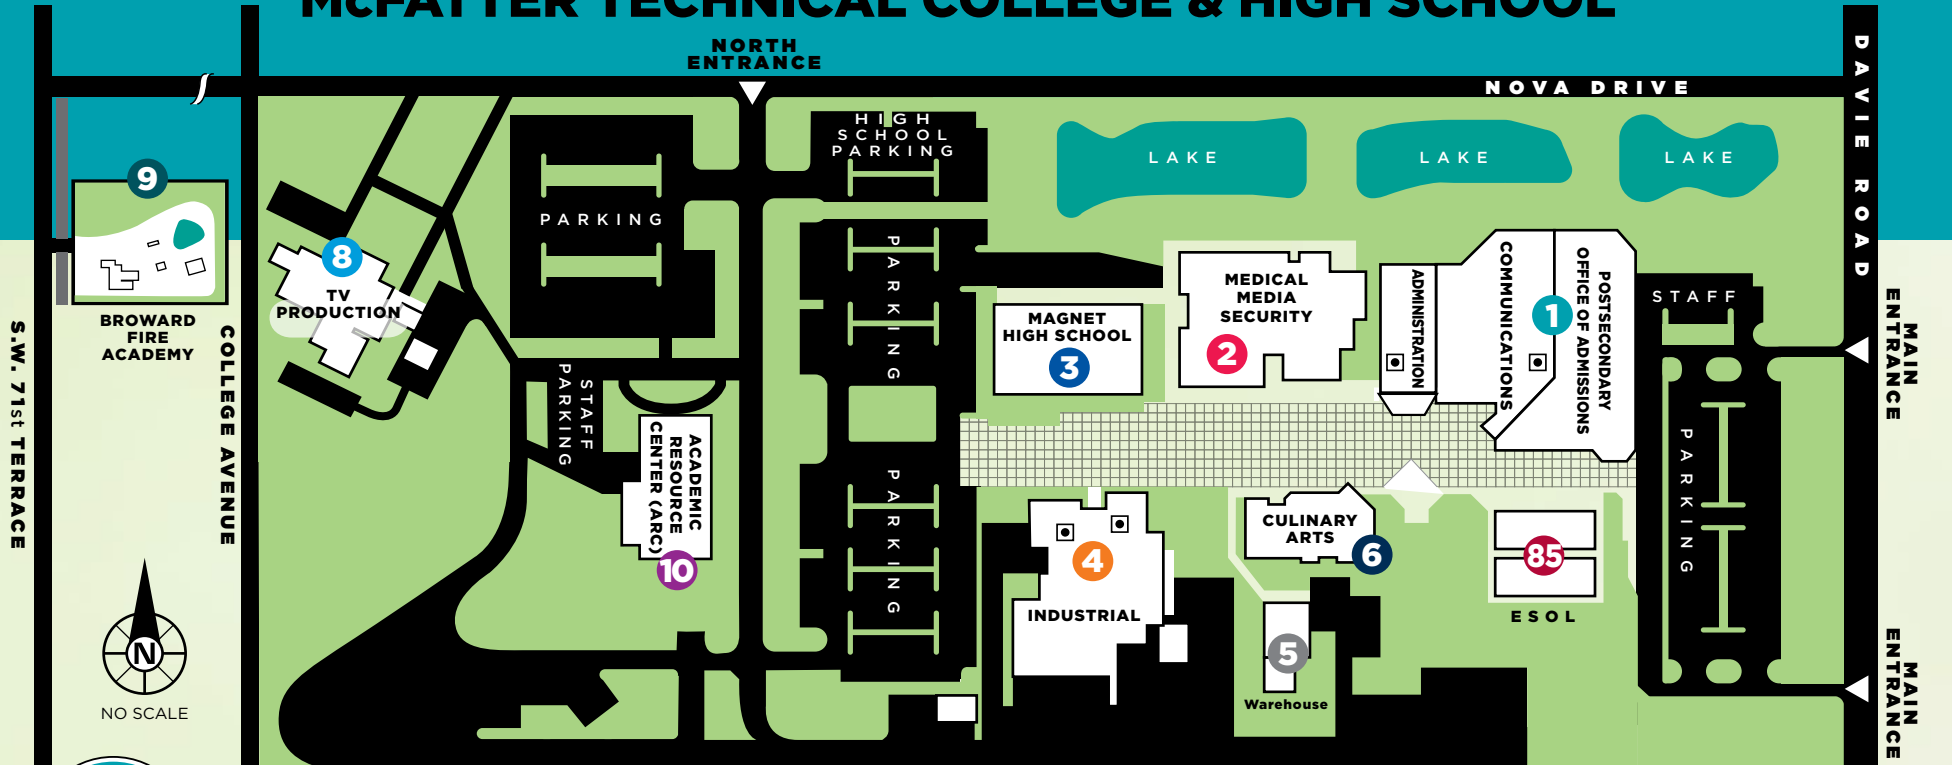 McFATTER TECHNICAL COLLEGE & HIGH SCHOOL
NORTH
ENTRANCE
NOVA DRIVE
DAVIE ROAD
HIGH
SCHOOL
PARKING
LAKE
LAKE
LAKE
9
BROWARD
FIRE
ACADEMY
PARKING
8
TV
PRODUCTION
PARKING
MAGNET
HIGH SCHOOL
3
MEDICAL
MEDIA
SECURITY
2
ADMINISTRATION
COMMUNICATIONS
1
POSTSECONDARY
OFFICE OF ADMISSIONS
STAFF
MAIN
ENTRANCE
S.W. 71st TERRACE
COLLEGE AVENUE
STAFF
PARKING
ACADEMIC
RESOURCE
CENTER (ARC)
10
PARKING
4
INDUSTRIAL
CULINARY
ARTS
6
85
ESOL
PARKING
5
Warehouse
MAIN
ENTRANCE
N
NO SCALE